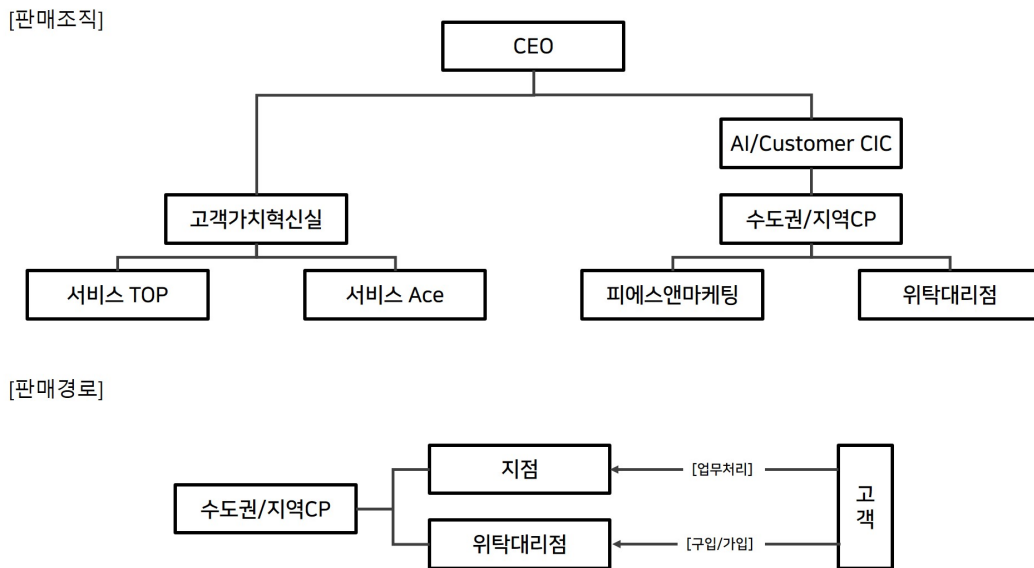 [판매조직]
CEO
AI/Customer CIC
고객가치혁신실
수도권/지역CP
서비스 TOP
서비스 Ace
피에스앤마케팅
위탁대리점
[판매경로]
지점
[업무처리]
수도권/지역CP
고객
위탁대리점
[구입/가입]